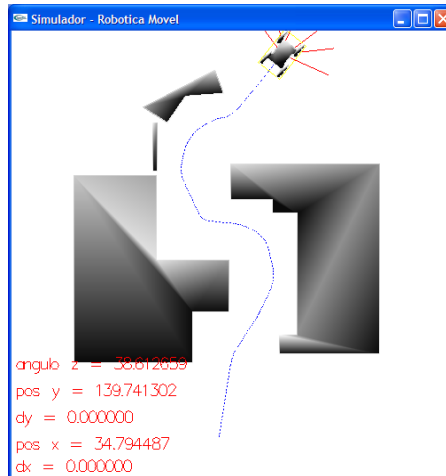 Simulador - Robotica Movel
angulo z = 38.612659
pos y = 139.741302
dy = 0.000000
pos x = 34.794487
dx = 0.000000